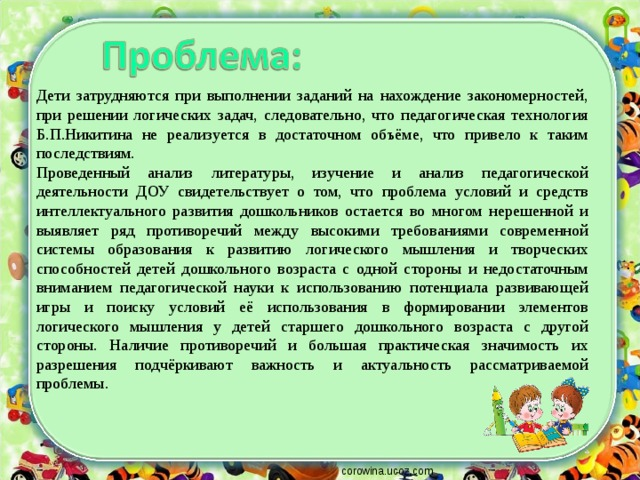 Проблема:
Дети затрудняются при выполнении заданий на нахождение закономерностей,
при решении логических задач, следовательно, что педагогическая технология
Б.П.Никитина не реализуется в достаточном объёме, что привело к таким
последствиям.
Проведенный анализ литературы, изучение и анализ педагогической
деятельности ДОУ свидетельствует о том, что проблема условий и средств
интеллектуального развития дошкольников остается во многом нерешенной и
выявляет ряд противоречий между высокими требованиями современной
системы образования к развитию логического мышления и творческих
способностей детей дошкольного возраста с одной стороны и недостаточным
вниманием педагогической науки к использованию потенциала развивающей
игры и поиску условий её использования в формировании элементов
логического мышления у детей старшего дошкольного возраста с другой
стороны. Наличие противоречий и большая практическая значимость их
разрешения подчёркивают важность и актуальность рассматриваемой
проблемы.
corowina.ucoz.com